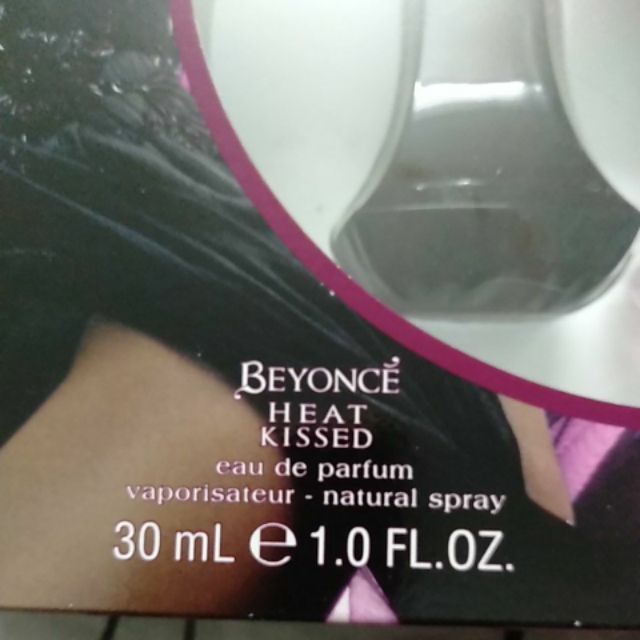 BEYONCÉ
HEAT
KISSED
eau de parfum
vaporisateur - natural spray
30 mL ℮ 1.0 FL.OZ.